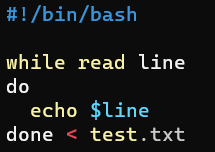 #!/bin/bash
while read line
do
  echo $line
done < test.txt